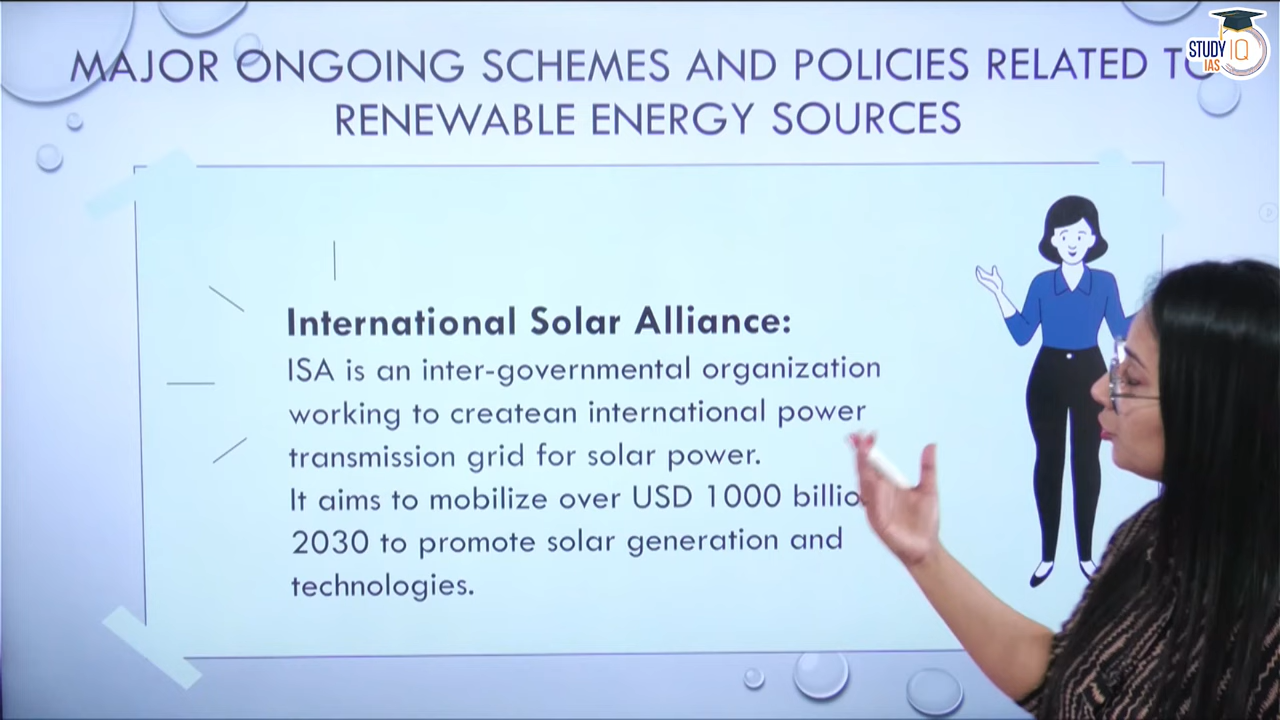 MAJOR ONGOING SCHEMES AND POLICIES RELATED TO
RENEWABLE ENERGY SOURCES
STUDY IQ
IAS
International Solar Alliance:
ISA is an inter-governmental organization
working to createan international power
transmission grid for solar power.
It aims to mobilize over USD 1000
2030 to promote solar generation and
technologies.